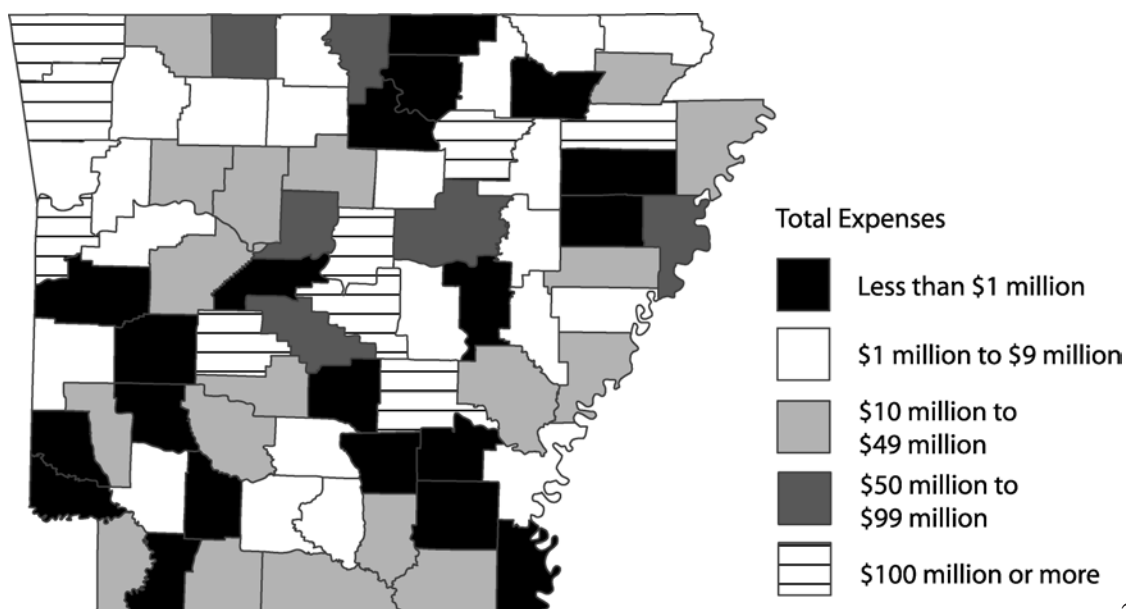 Total Expenses
Less than $1 million
$1 million to $9 million
$10 million to
$49 million
$50 million to
$99 million
$100 million or more